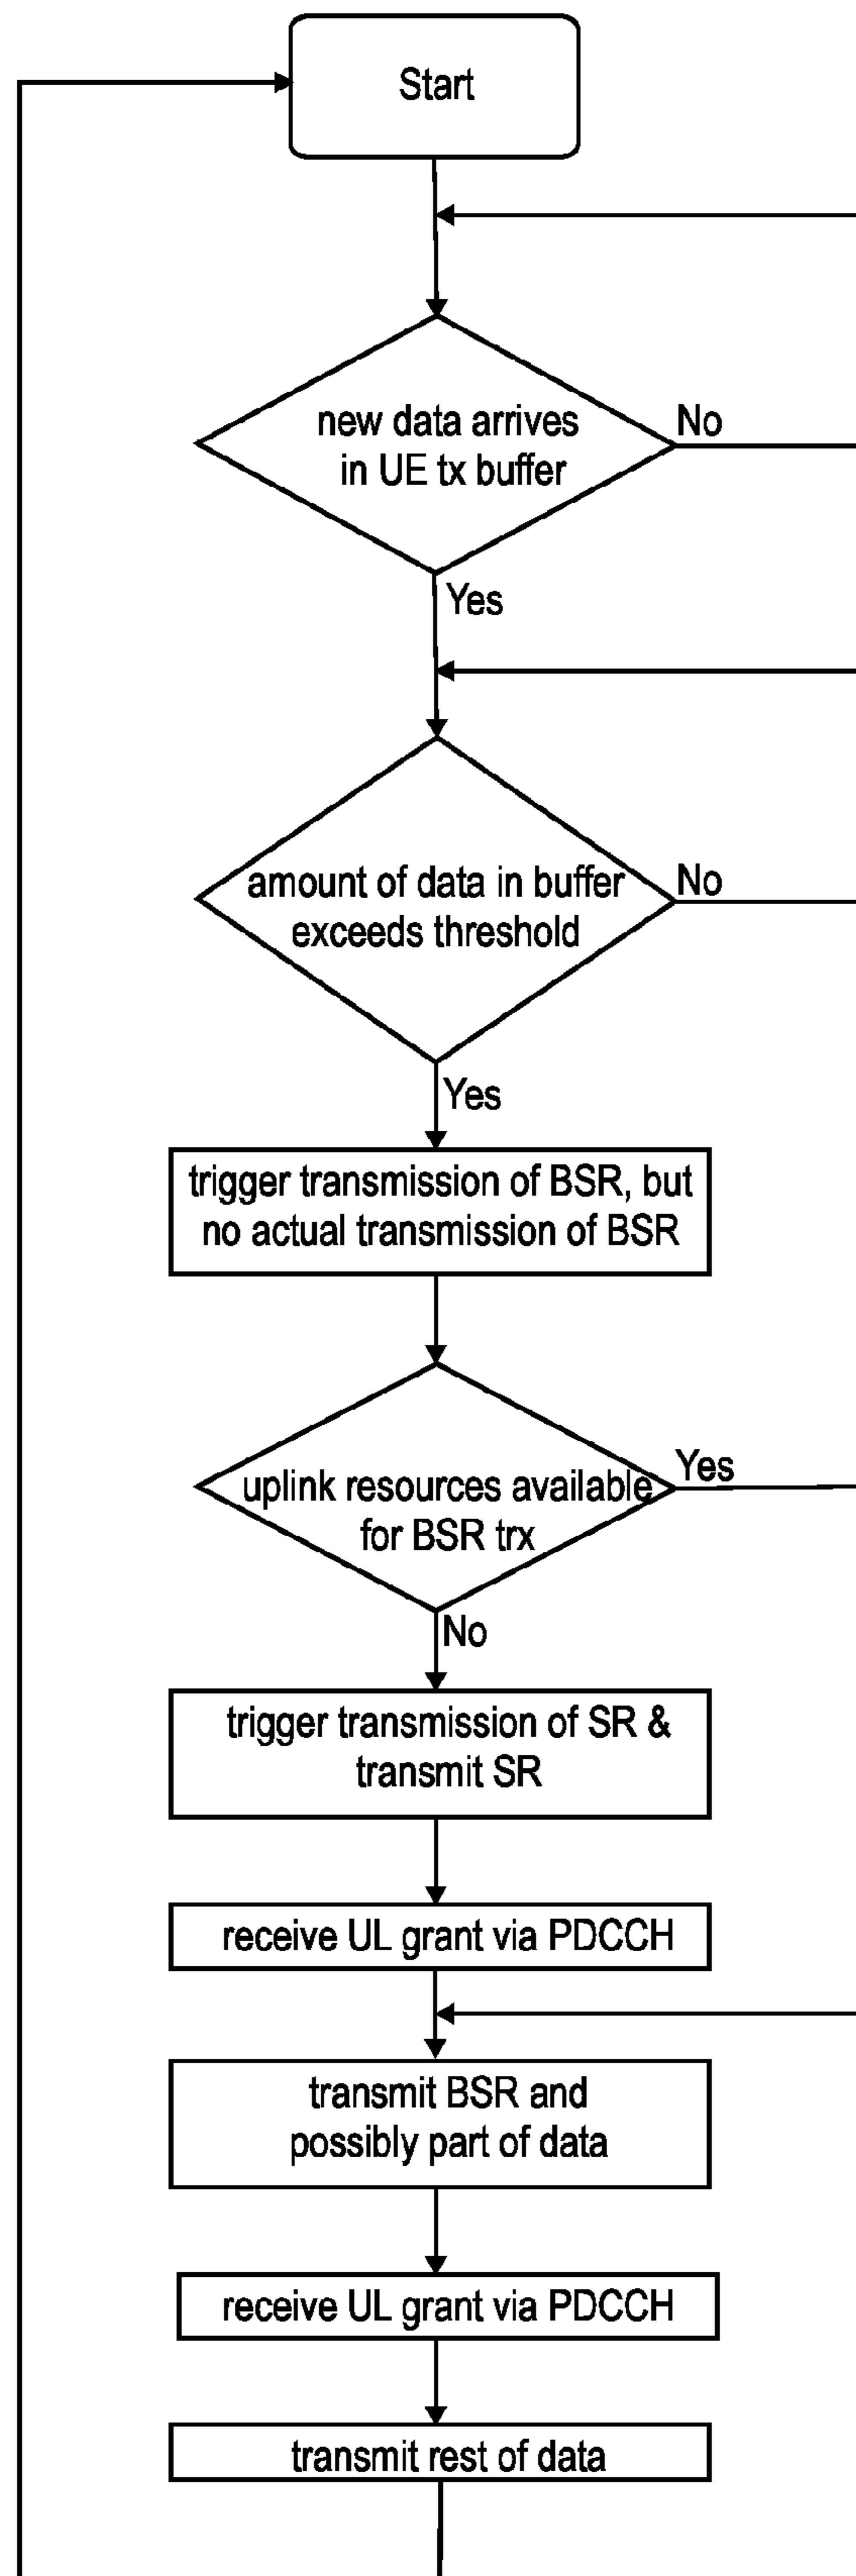 Start
new data arrives
in UE tx buffer
No
Yes
amount of data in buffer
exceeds threshold
No
Yes
trigger transmission of BSR, but
no actual transmission of BSR
uplink resources available
for BSR trx
Yes
No
trigger transmission of SR &
transmit SR
receive UL grant via PDCCH
transmit BSR and
possibly part of data
receive UL grant via PDCCH
transmit rest of data